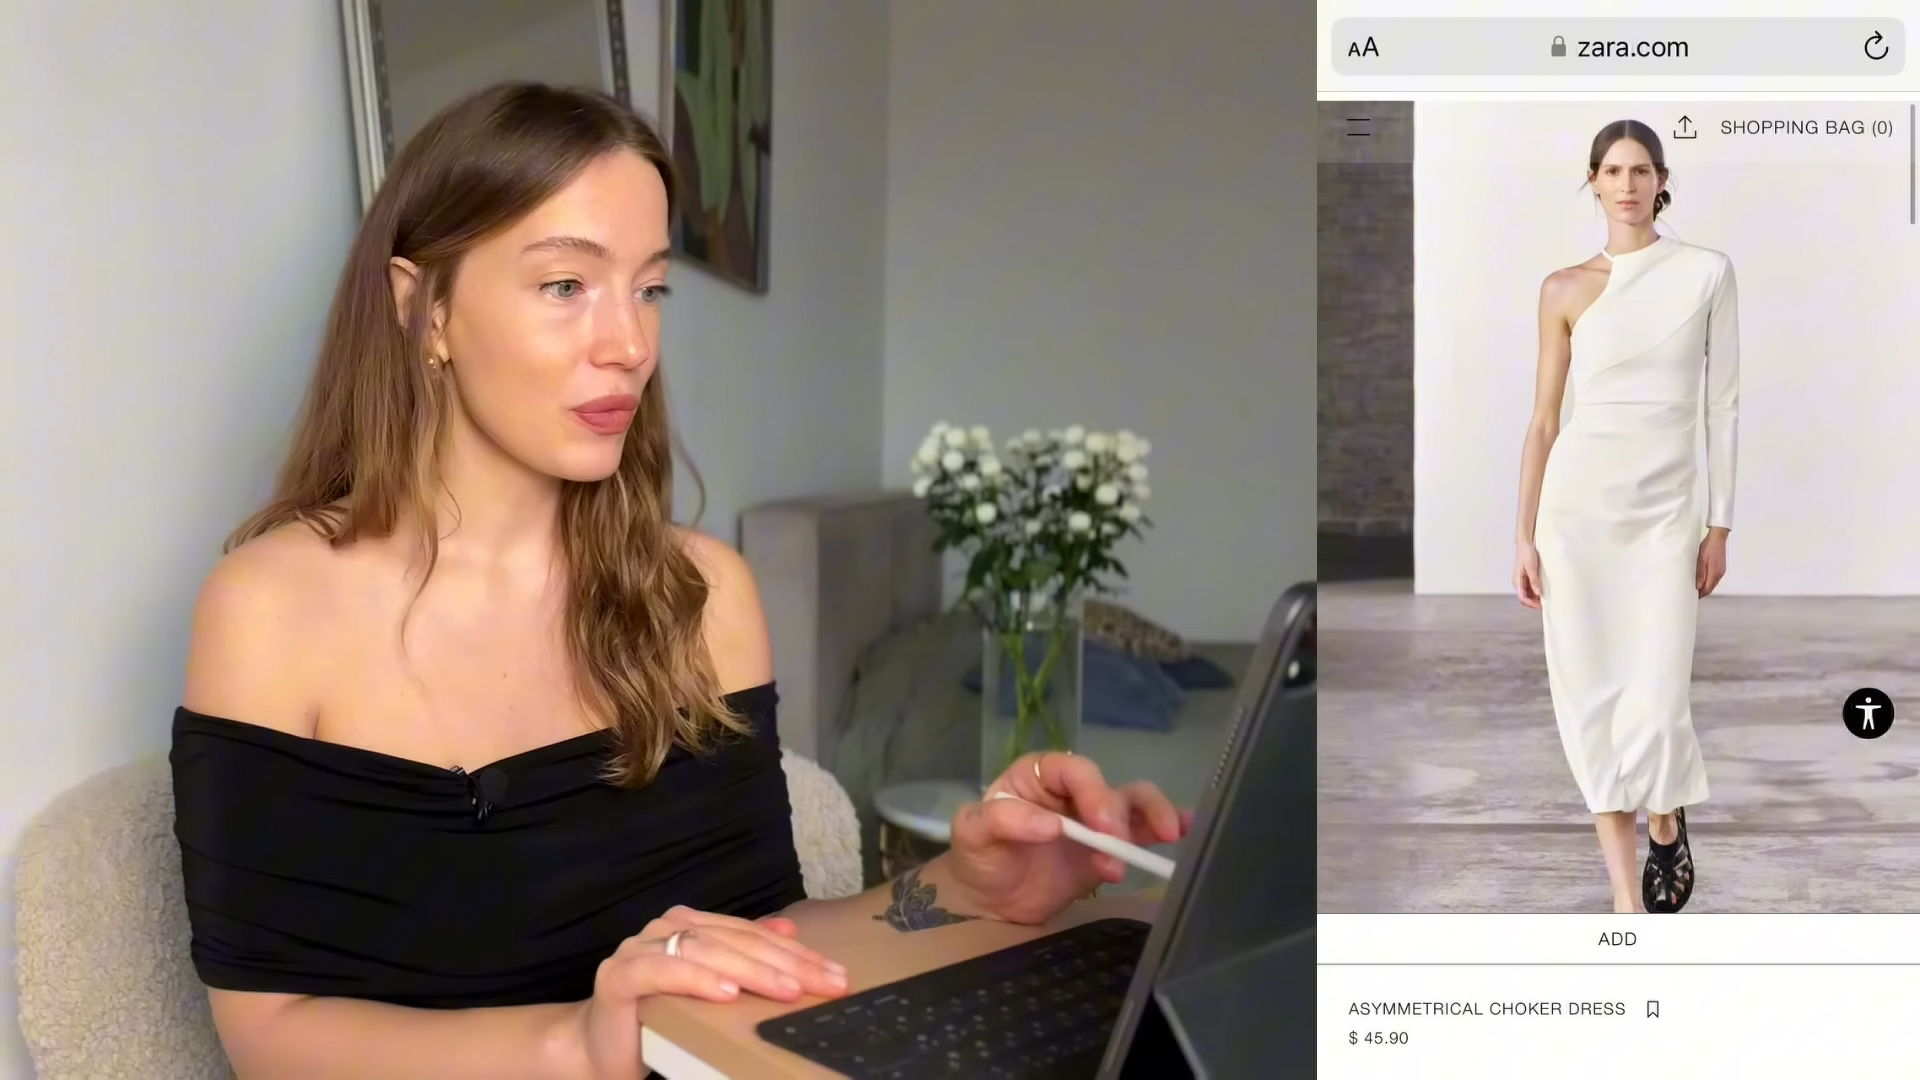 AA
zara.com
SHOPPING BAG (0)
ADD
ASYMMETRICAL CHOKER DRESS
$ 45.90